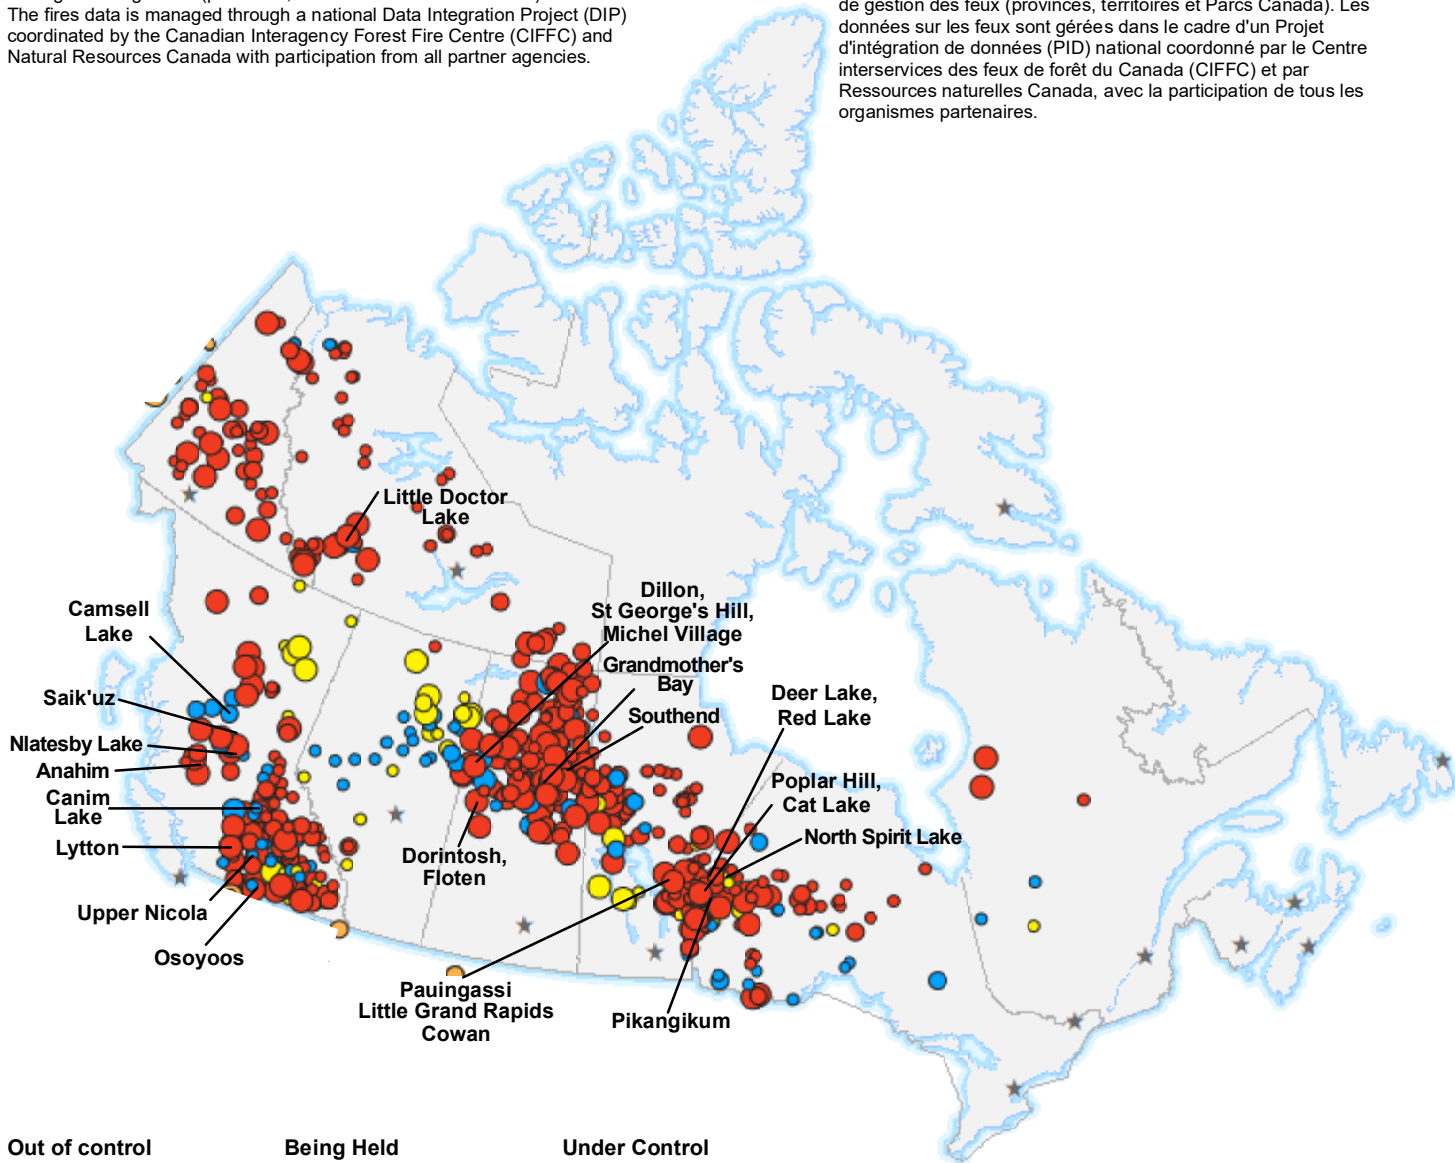 The fires data is managed through a national Data Integration Project (DIP)
coordinated by the Canadian Interagency Forest Fire Centre (CIFFC) and
Natural Resources Canada with participation from all partner agencies.
de gestion des feux (provinces, territoires et Parcs Canada). Les
données sur les feux sont gérées dans le cadre d'un Projet
d'intégration de données (PID) national coordonné par le Centre
interservices des feux de forêt du Canada (CIFFC) et par
Ressources naturelles Canada, avec la participation de tous les
organismes partenaires.
Little Doctor
Lake
Dillon,
St George's Hill,
Michel Village
Grandmother's
Bay
Southend
Camsell
Lake
Saik'uz
Nlatesby Lake
Anahim
Canim
Lake
Lytton
Upper Nicola
Osoyoos
Deer Lake,
Red Lake
Poplar Hill,
Cat Lake
North Spirit Lake
Dorintosh,
Floten
Pauingassi
Little Grand Rapids
Cowan
Pikangikum
Out of control
Being Held
Under Control